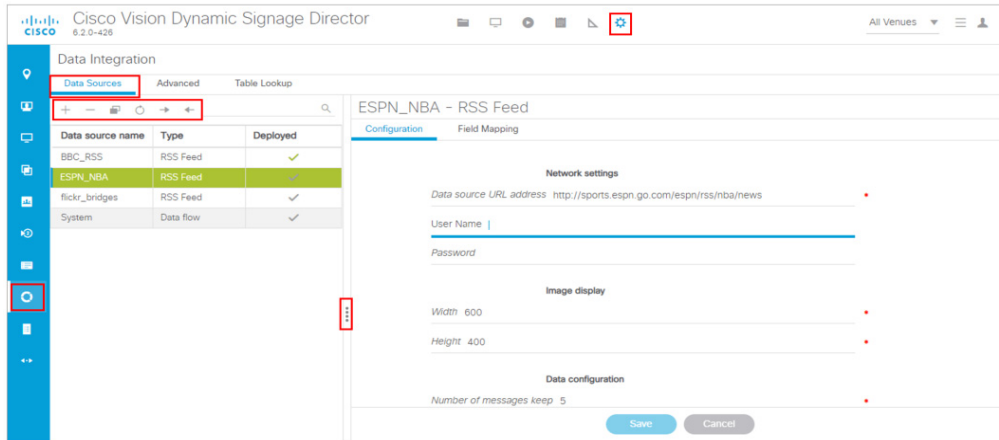 CISCO
Cisco Vision Dynamic Signage Director
6.2.0-426
All Venues
Data Integration
Data Sources Advanced Table Lookup
Data source name Type Deployed
BBC_RSS RSS Feed
ESPN_NBA RSS Feed
flickr_bridges RSS Feed
System Data flow
ESPN_NBA - RSS Feed
Configuration Field Mapping
Network settings
Data source URL address http://sports.espn.go.com/espn/rss/nba/news
User Name
Password
Image display
Width 600
Height 400
Data configuration
Number of messages keep 5
Save Cancel